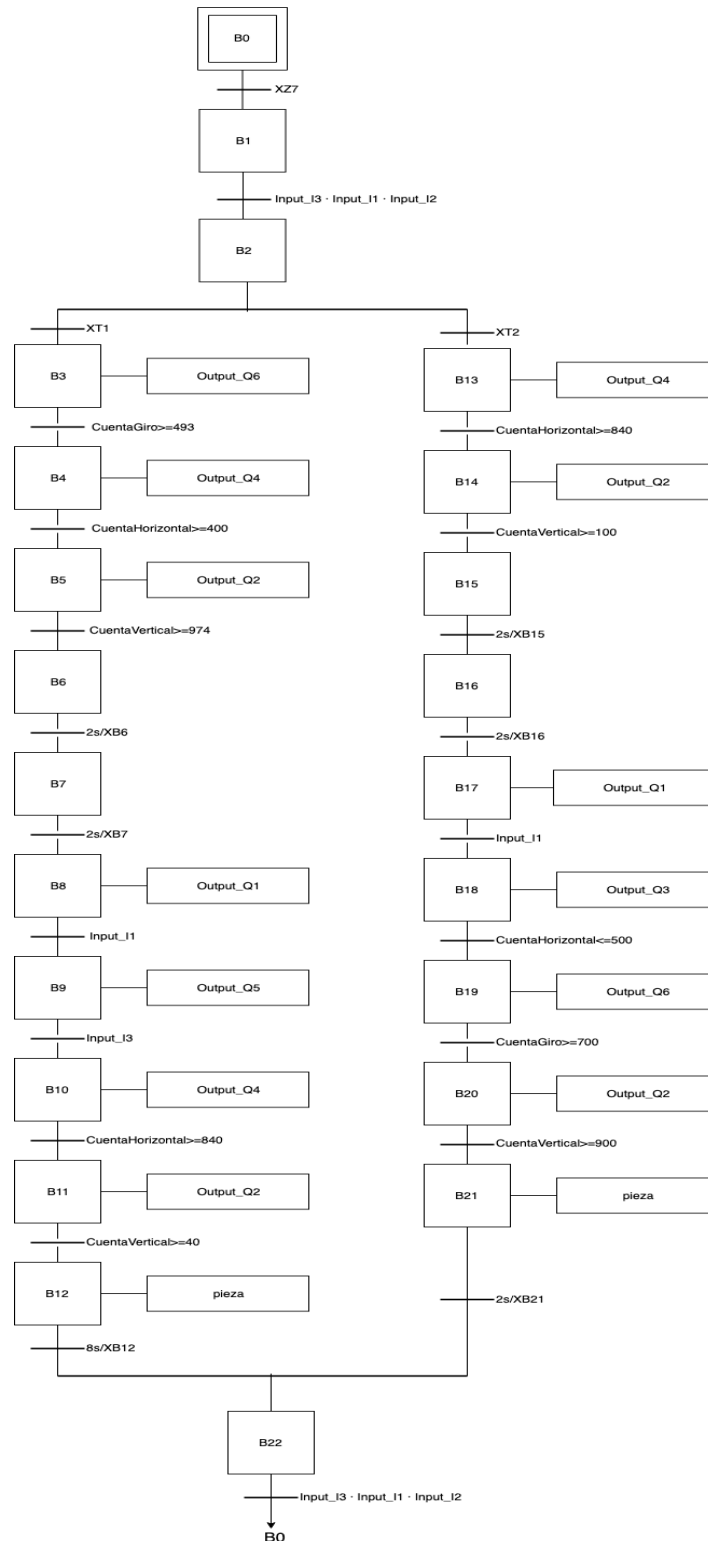 B0
XZ7
B1
Input_I3 · Input_I1 · Input_I2
B2
XT1
B3
Output_Q6
CuentaGiro>=493
B4
Output_Q4
CuentaHorizontal>=400
B5
Output_Q2
CuentaVertical>=974
B6
2s/XB6
B7
2s/XB7
B8
Output_Q1
Input_I1
B9
Output_Q5
Input_I3
B10
Output_Q4
CuentaHorizontal>=840
B11
Output_Q2
CuentaVertical>=40
B12
pieza
8s/XB12
XT2
B13
Output_Q4
CuentaHorizontal>=840
B14
Output_Q2
CuentaVertical>=100
B15
2s/XB15
B16
2s/XB16
B17
Output_Q1
Input_I1
B18
Output_Q3
CuentaHorizontal<=500
B19
Output_Q6
CuentaGiro>=700
B20
Output_Q2
CuentaVertical>=900
B21
pieza
2s/XB21
B22
Input_I3 · Input_I1 · Input_I2
B0